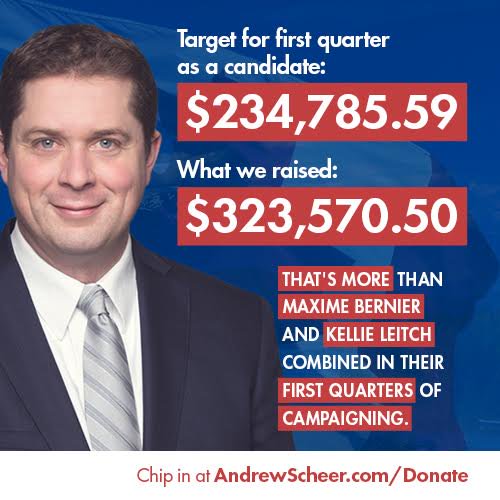 Target for first quarter
as a candidate:
$234,785.59
What we raised:
$323,570.50
THAT'S MORE THAN
MAXIME BERNIER
AND KELLIE LEITCH
COMBINED IN THEIR
FIRST QUARTERS OF
CAMPAIGNING.
Chip in at AndrewScheer.com/Donate